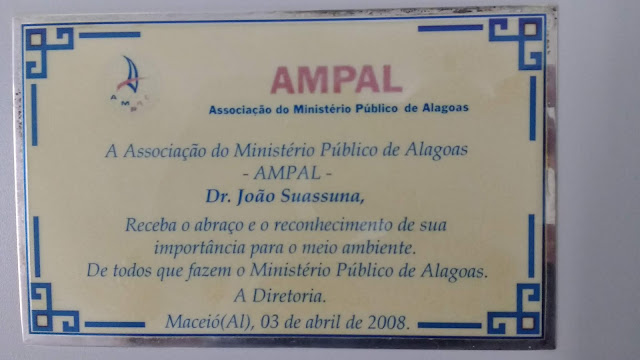 AMPAL
AMPAL
Associação do Ministério Público de Alagoas
A Associação do Ministério Público de Alagoas
- AMPAL -
Dr. João Suassuna,
Receba o abraço e o reconhecimento de sua
importância para o meio ambiente.
De todos que fazem o Ministério Público de Alagoas.
A Diretoria.
Maceió(Al), 03 de abril de 2008.